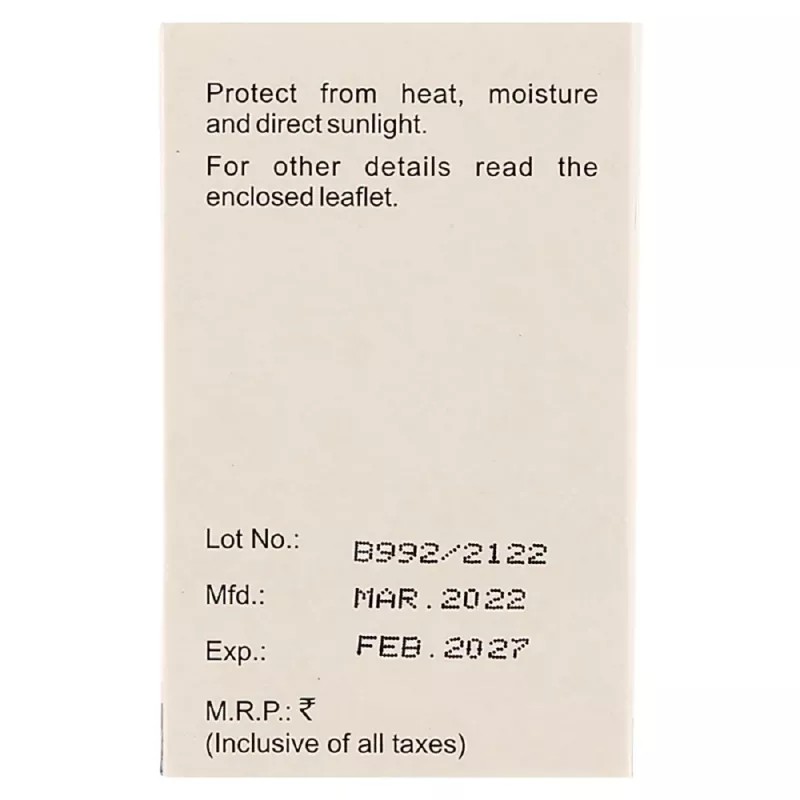 Protect from heat, moisture
and direct sunlight.
For other details read the
enclosed leaflet.
Lot No.: B992/2122
Mfd.: MAR.2022
Exp.: FEB.2027
M.R.P.: ₹
(Inclusive of all taxes)